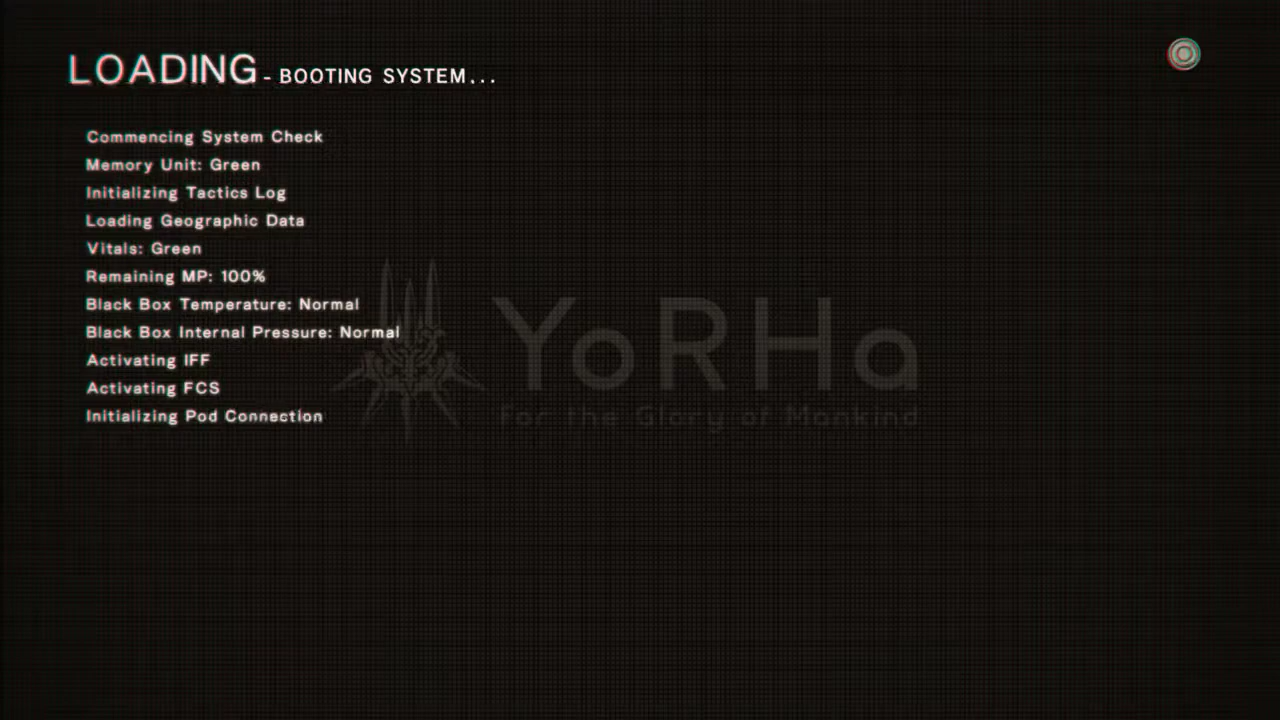 LOADING - BOOTING SYSTEM...
Commencing System Check
Memory Unit: Green
Initializing Tactics Log
Loading Geographic Data
Vitals: Green
Remaining MP: 100%
Black Box Temperature: Normal
Black Box Internal Pressure: Normal
Activating IFF
Activating FCS
Initializing Pod Connection
YoRHa
For the Glory of Mankind